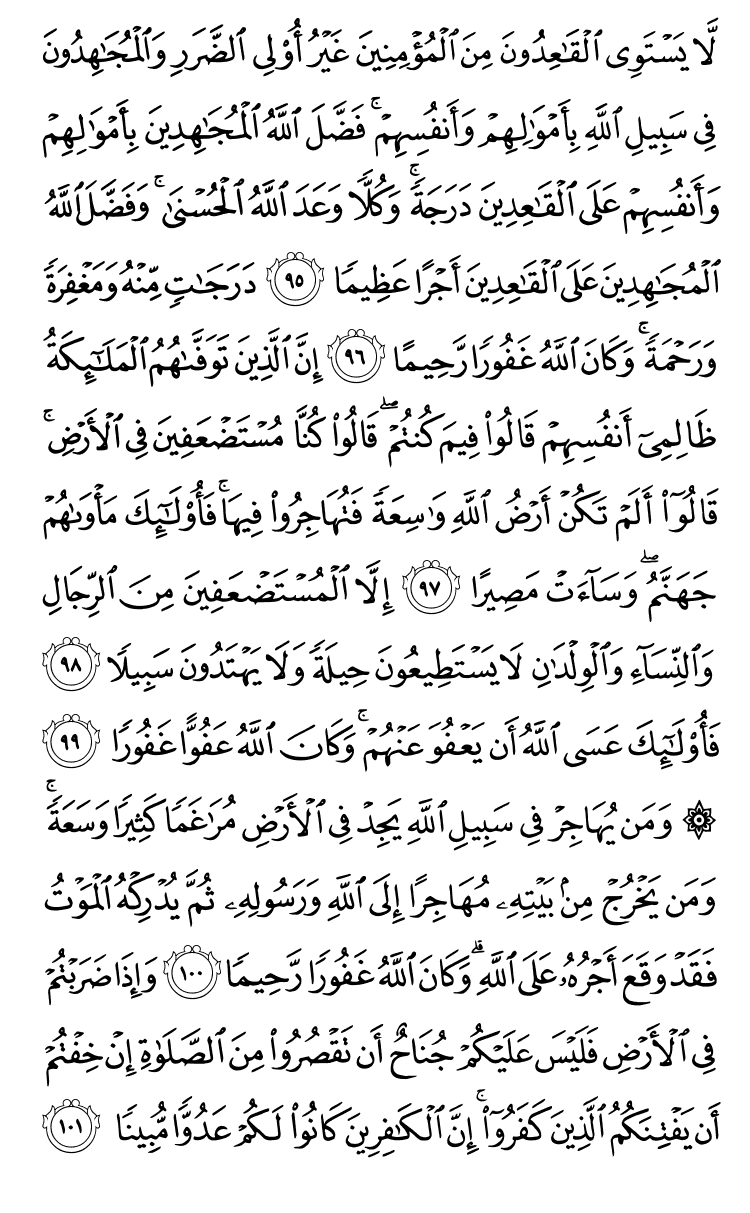 لَّا يَسْتَوِى ٱلْقَٰعِدُونَ مِنَ ٱلْمُؤْمِنِينَ غَيْرُ أُو۟لِى ٱلضَّرَرِ وَٱلْمُجَٰهِدُونَ
فِى سَبِيلِ ٱللَّهِ بِأَمْوَٰلِهِمْ وَأَنفُسِهِمْ ۚ فَضَّلَ ٱللَّهُ ٱلْمُجَٰهِدِينَ بِأَمْوَٰلِهِمْ
وَأَنفُسِهِمْ عَلَى ٱلْقَٰعِدِينَ دَرَجَةً ۚ وَكُلًّا وَعَدَ ٱللَّهُ ٱلْحُسْنَىٰ ۚ وَفَضَّلَ ٱللَّهُ
ٱلْمُجَٰهِدِينَ عَلَى ٱلْقَٰعِدِينَ أَجْرًا عَظِيمًا ٩٥ دَرَجَٰتٍ مِّنْهُ وَمَغْفِرَةً
وَرَحْمَةً ۚ وَكَانَ ٱللَّهُ غَفُورًا رَّحِيمًا ٩٦ إِنَّ ٱلَّذِينَ تَوَفَّىٰهُمُ ٱلْمَلَٰٓئِكَةُ
ظَالِمِىٓ أَنفُسِهِمْ قَالُوا۟ فِيمَ كُنتُمْ ۖ قَالُوا۟ كُنَّا مُسْتَضْعَفِينَ فِى ٱلْأَرْضِ ۚ
قَالُوٓا۟ أَلَمْ تَكُنْ أَرْضُ ٱللَّهِ وَٰسِعَةً فَتُهَاجِرُوا۟ فِيهَا ۚ فَأُو۟لَٰٓئِكَ مَأْوَىٰهُمْ
جَهَنَّمُ ۖ وَسَآءَتْ مَصِيرًا ٩٧ إِلَّا ٱلْمُسْتَضْعَفِينَ مِنَ ٱلرِّجَالِ
وَٱلنِّسَآءِ وَٱلْوِلْدَٰنِ لَا يَسْتَطِيعُونَ حِيلَةً وَلَا يَهْتَدُونَ سَبِيلًا ٩٨
فَأُو۟لَٰٓئِكَ عَسَى ٱللَّهُ أَن يَعْفُوَ عَنْهُمْ ۚ وَكَانَ ٱللَّهُ عَفُوًّا غَفُورًا ٩٩
۞ وَمَن يُهَاجِرْ فِى سَبِيلِ ٱللَّهِ يَجِدْ فِى ٱلْأَرْضِ مُرَٰغَمًا كَثِيرًا وَسَعَةً ۚ
وَمَن يَخْرُجْ مِنۢ بَيْتِهِۦ مُهَاجِرًا إِلَى ٱللَّهِ وَرَسُولِهِۦ ثُمَّ يُدْرِكْهُ ٱلْمَوْتُ
فَقَدْ وَقَعَ أَجْرُهُۥ عَلَى ٱللَّهِ ۗ وَكَانَ ٱللَّهُ غَفُورًا رَّحِيمًا ١٠٠ وَإِذَا ضَرَبْتُمْ
فِى ٱلْأَرْضِ فَلَيْسَ عَلَيْكُمْ جُنَاحٌ أَن تَقْصُرُوا۟ مِنَ ٱلصَّلَوٰةِ إِنْ خِفْتُمْ
أَن يَفْتِنَكُمُ ٱلَّذِينَ كَفَرُوٓا۟ ۚ إِنَّ ٱلْكَٰفِرِينَ كَانُوا۟ لَكُمْ عَدُوًّا مُّبِينًا ١٠١